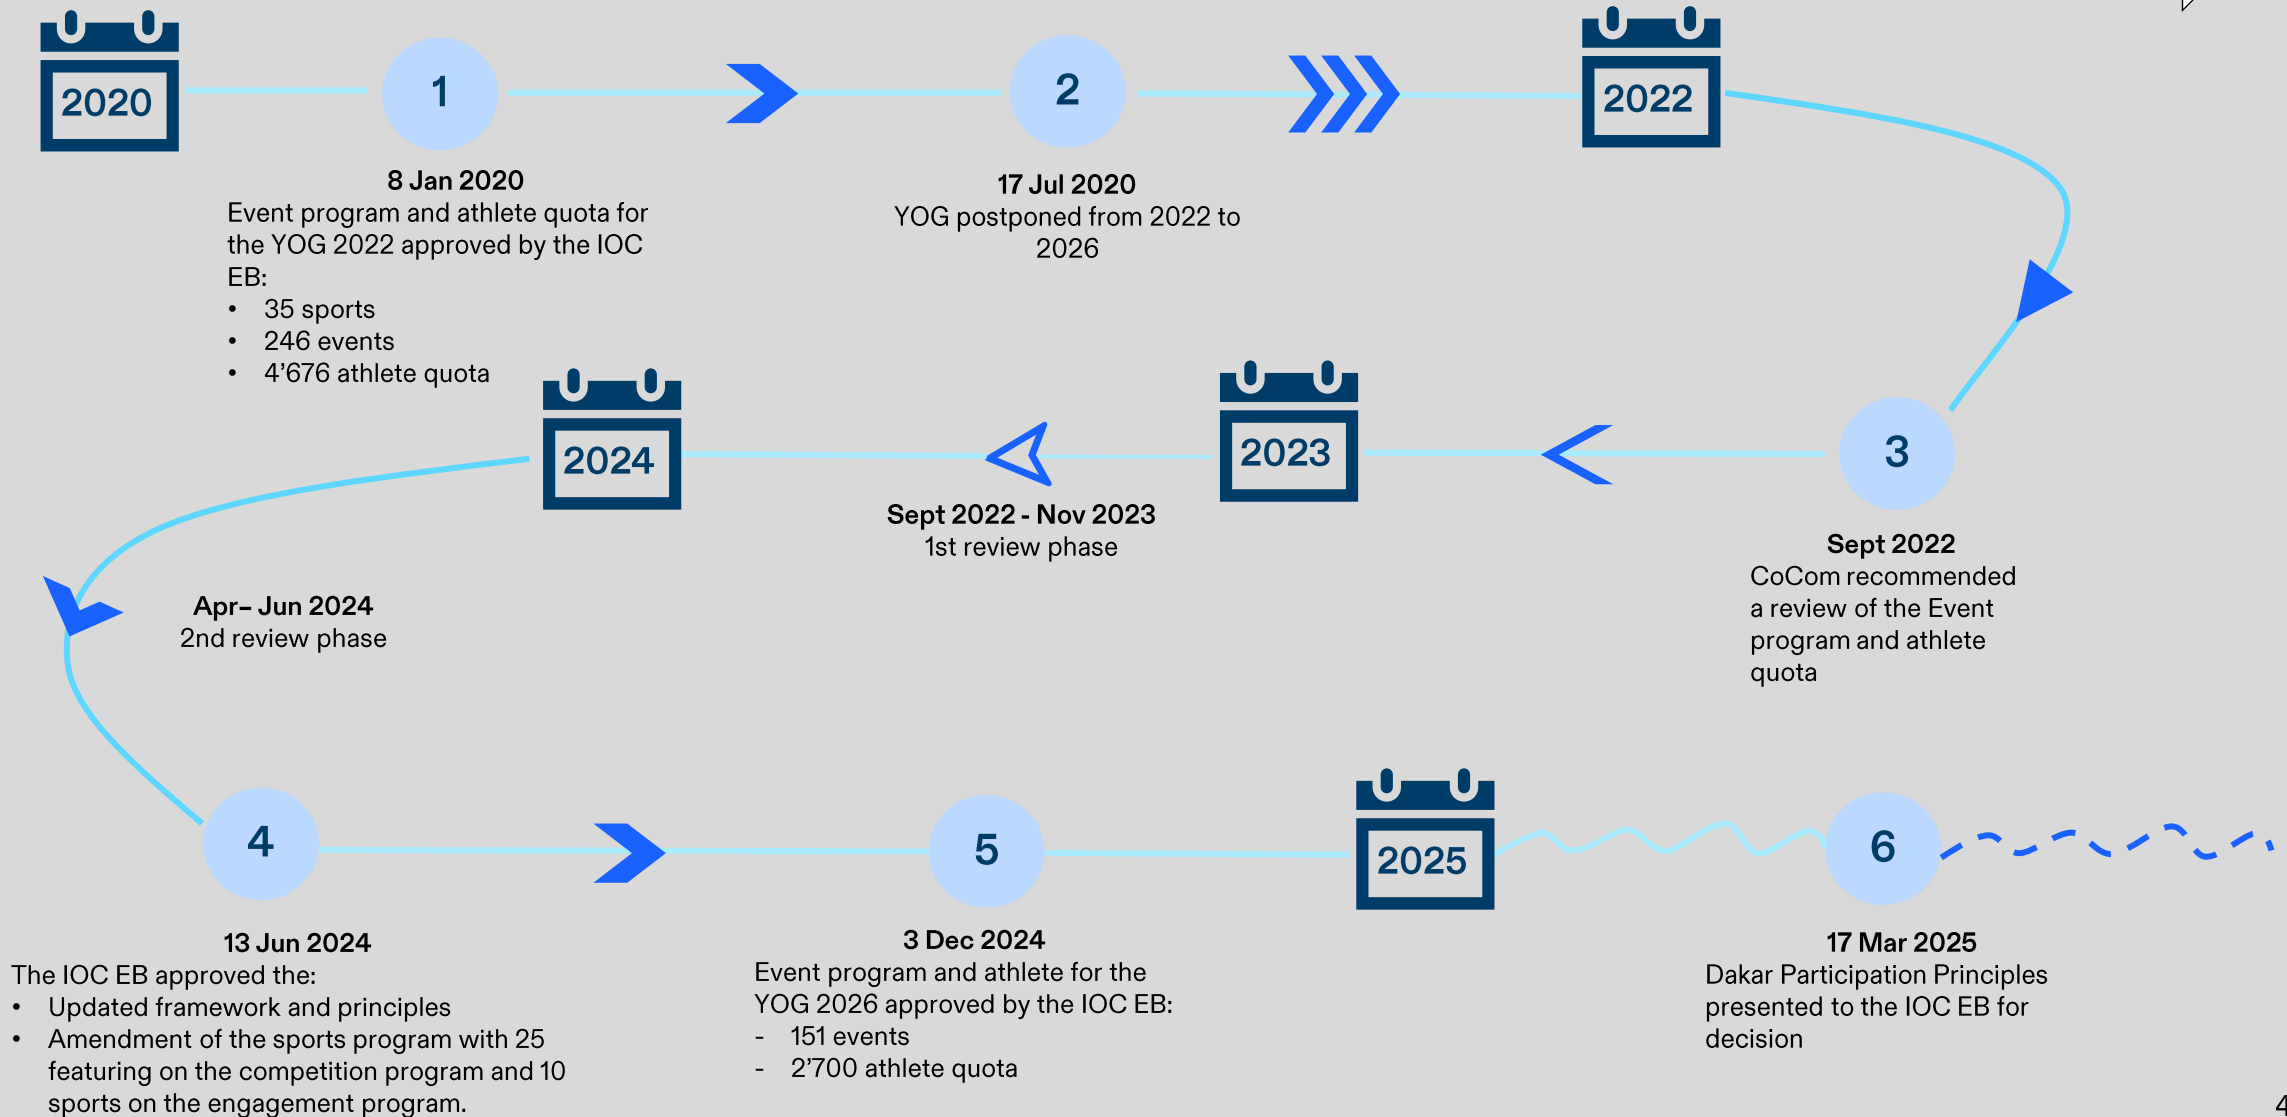 2020
1
2
2022
8 Jan 2020
Event program and athlete quota for
the YOG 2022 approved by the IOC
EB:
• 35 sports
• 246 events
• 4’676 athlete quota
17 Jul 2020
YOG postponed from 2022 to
2026
3
Sept 2022
CoCom recommended
a review of the Event
program and athlete
quota
2023
Sept 2022 - Nov 2023
1st review phase
2024
Apr– Jun 2024
2nd review phase
4
13 Jun 2024
The IOC EB approved the:
• Updated framework and principles
• Amendment of the sports program with 25
featuring on the competition program and 10
sports on the engagement program.
5
3 Dec 2024
Event program and athlete for the
YOG 2026 approved by the IOC EB:
- 151 events
- 2’700 athlete quota
2025
6
17 Mar 2025
Dakar Participation Principles
presented to the IOC EB for
decision
4